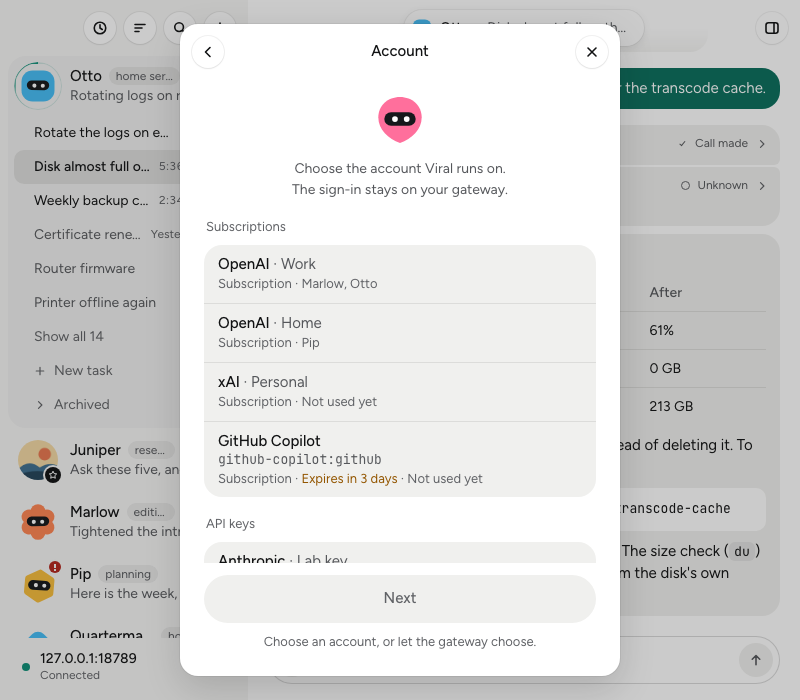 Otto home ser...
Rotating logs on
Rotate the logs on e...
Disk almost full o... 5:36
Weekly backup c... 2:34
Certificate rene... Yeste
Router firmware
Printer offline again
Show all 14
New task
Archived
Juniper rese...
Ask these five, an
Marlow editi...
Tightened the intr
Pip planning
Here is the week,
Quarterma
127.0.0.1:18789
Connected
Account
Choose the account Viral runs on.
The sign-in stays on your gateway.
Subscriptions
OpenAI · Work
Subscription · Marlow, Otto
OpenAI · Home
Subscription · Pip
xAI · Personal
Subscription · Not used yet
GitHub Copilot
github-copilot:github
Subscription · Expires in 3 days · Not used yet
API keys
Anthropic · Lab key
Next
Choose an account, or let the gateway choose.
the transcode cache.
Call made
Unknown
After
61%
0 GB
213 GB
ead of deleting it. To
transcode-cache
The size check ( du )
m the disk's own